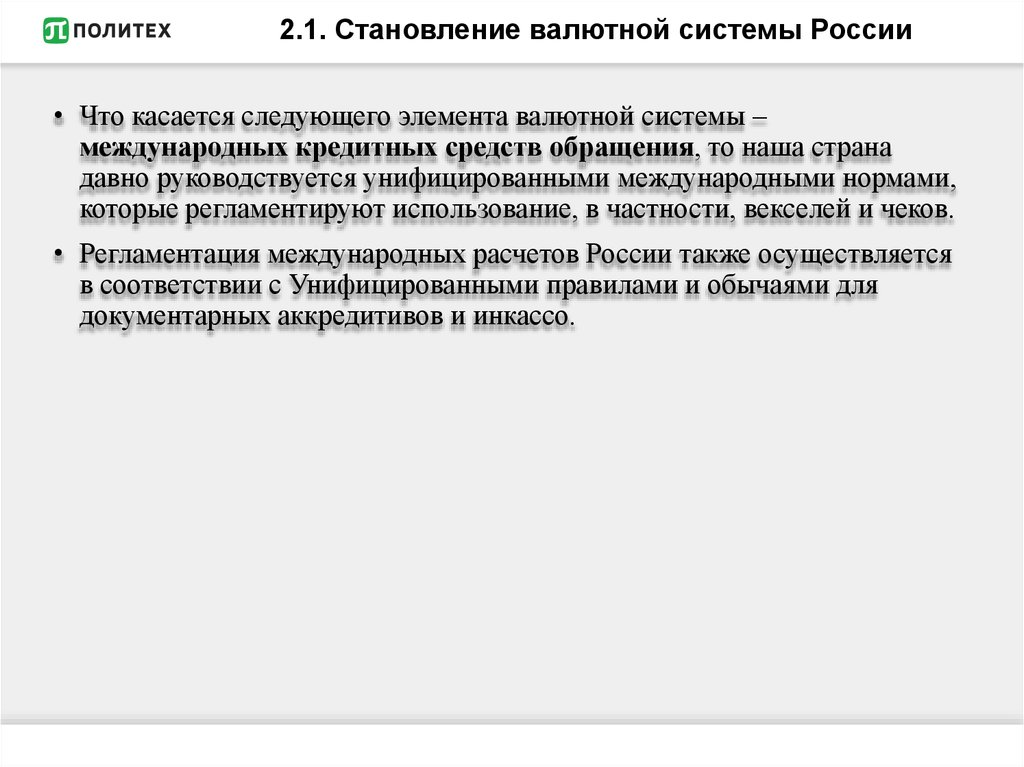 ПОЛИТЕХ
2.1. Становление валютной системы России
• Что касается следующего элемента валютной системы –
международных кредитных средств обращения, то наша страна
давно руководствуется унифицированными международными нормами,
которые регламентируют использование, в частности, векселей и чеков.
• Регламентация международных расчетов России также осуществляется
в соответствии с Унифицированными правилами и обычаями для
документарных аккредитивов и инкассо.